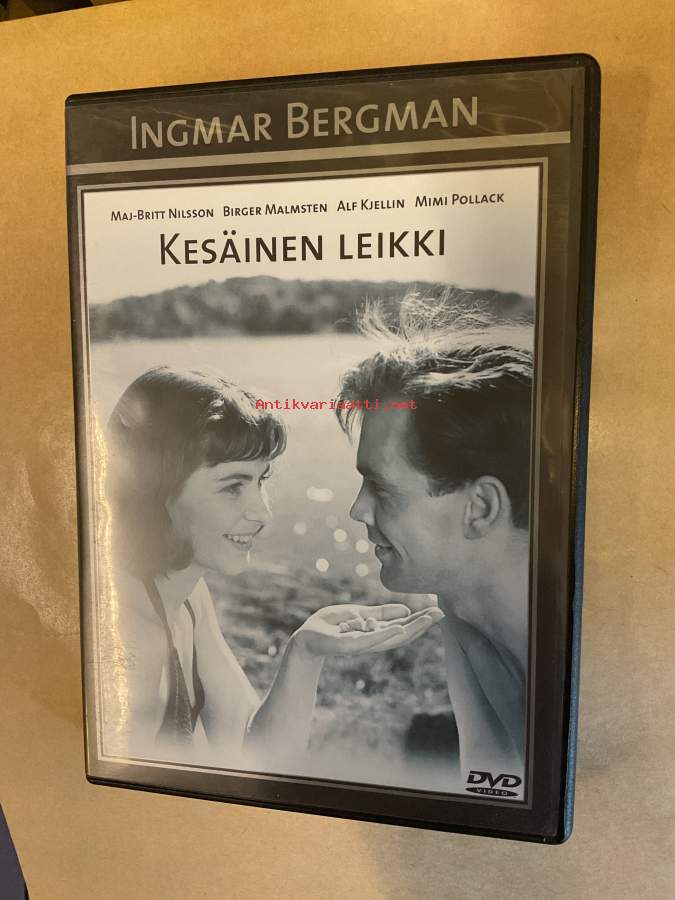 INGMAR BERGMAN
MAJ-BRITT NILSSON BIRGER MALMSTEN ALF KJELLIN MIMI POLLACK
KESÄINEN LEIKKI
Antikvariaatti.net
DVD
VIDEO